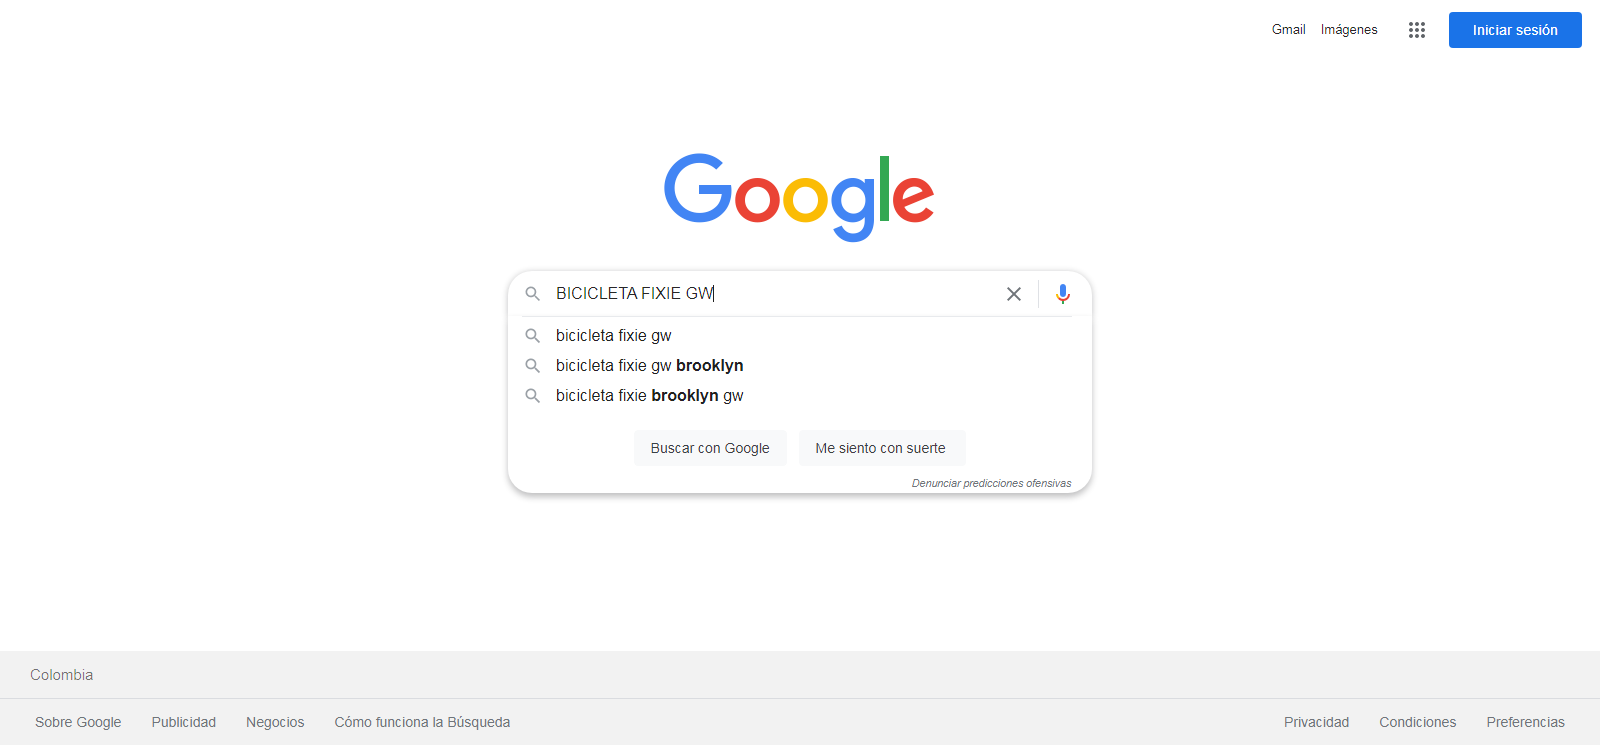 Gmail Imágenes Iniciar sesión
Google
BICICLETA FIXIE GW
bicicleta fixie gw
bicicleta fixie gw brooklyn
bicicleta fixie brooklyn gw
Buscar con Google Me siento con suerte
Denunciar predicciones ofensivas
Colombia
Sobre Google Publicidad Negocios Cómo funciona la Búsqueda Privacidad Condiciones Preferencias